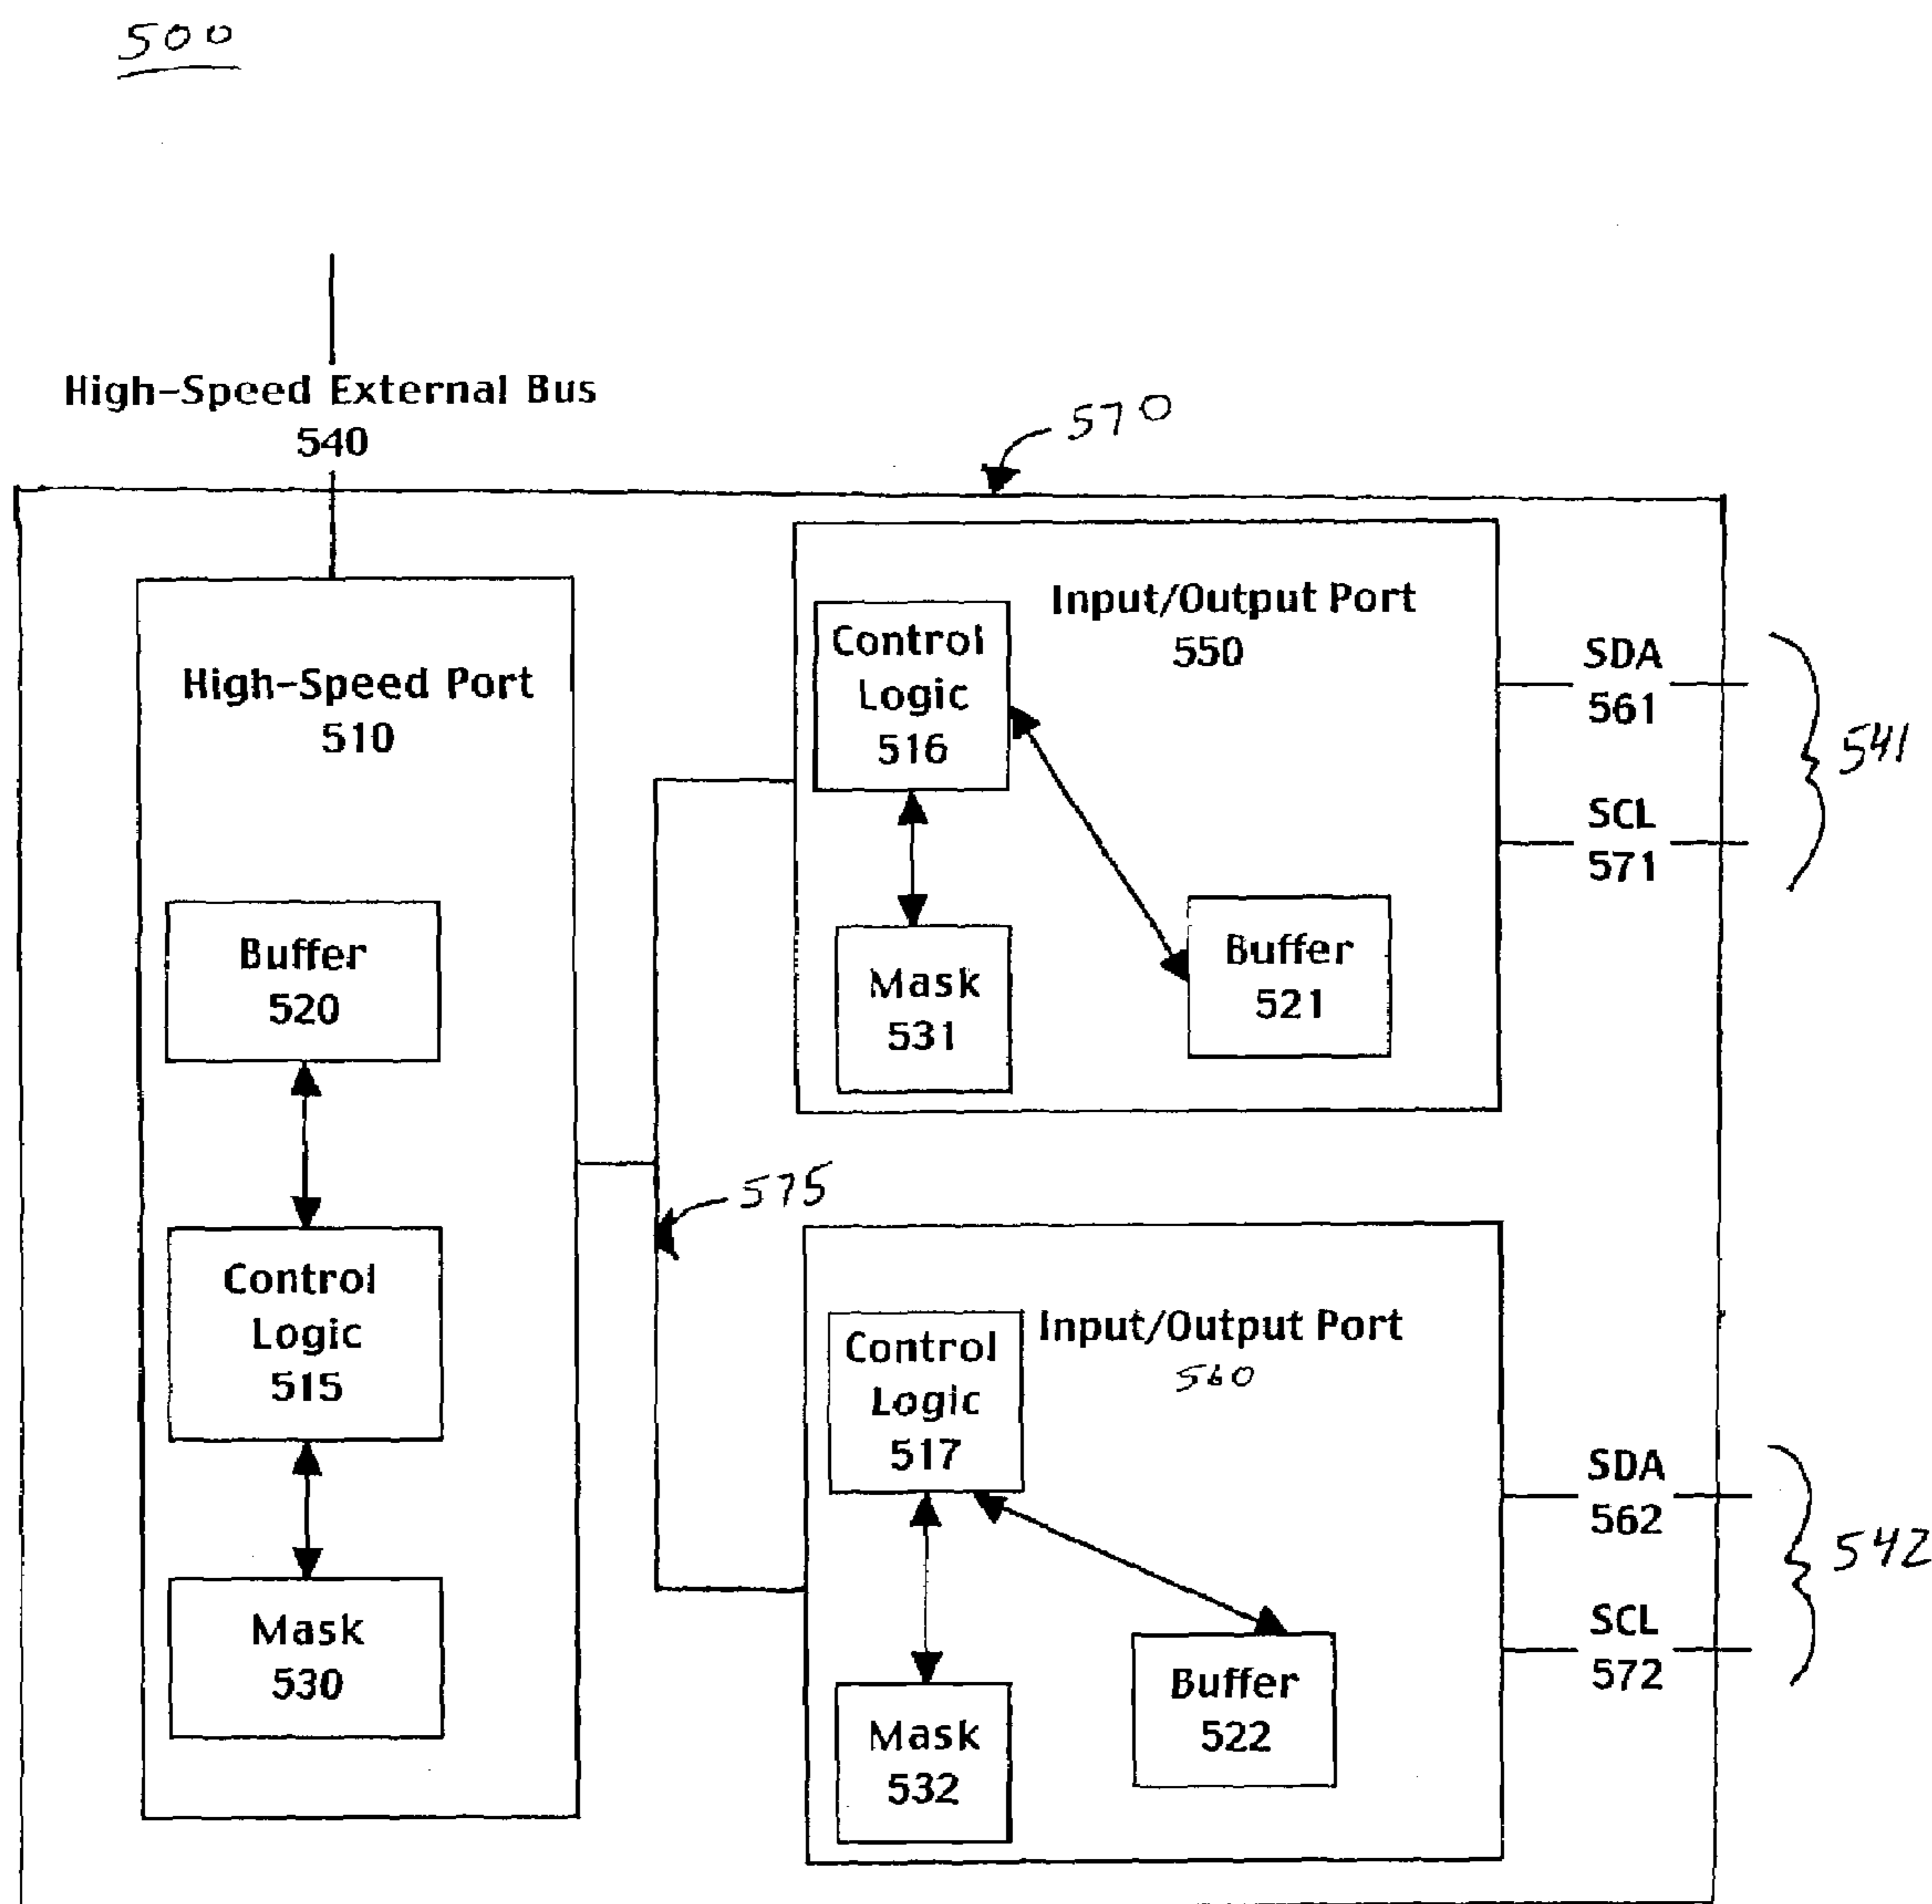 500
High-Speed External Bus
540
570
High-Speed Port
510
Buffer
520
Control
Logic
515
Mask
530
575
Input/Output Port
550
Control
Logic
516
Mask
531
Buffer
521
SDA
561
SCL
571
541
Input/Output Port
560
Control
Logic
517
Mask
532
Buffer
522
SDA
562
SCL
572
542